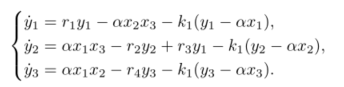 ẏ₁ = r₁y₁ − αx₂x₃ − k₁(y₁ − αx₁),
ẏ₂ = αx₁x₃ − r₂y₂ + r₃y₁ − k₁(y₂ − αx₂),
ẏ₃ = αx₁x₂ − r₄y₃ − k₁(y₃ − αx₃).